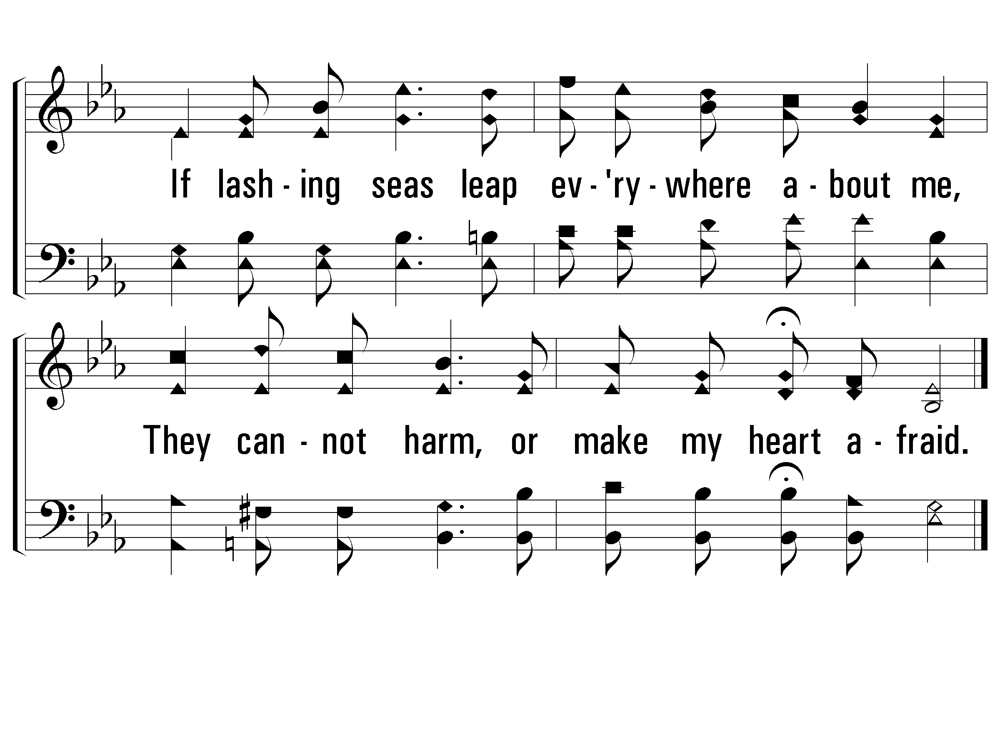 If lash - ing seas leap ev - 'ry - where a - bout me,
They can - not harm, or make my heart a - fraid.